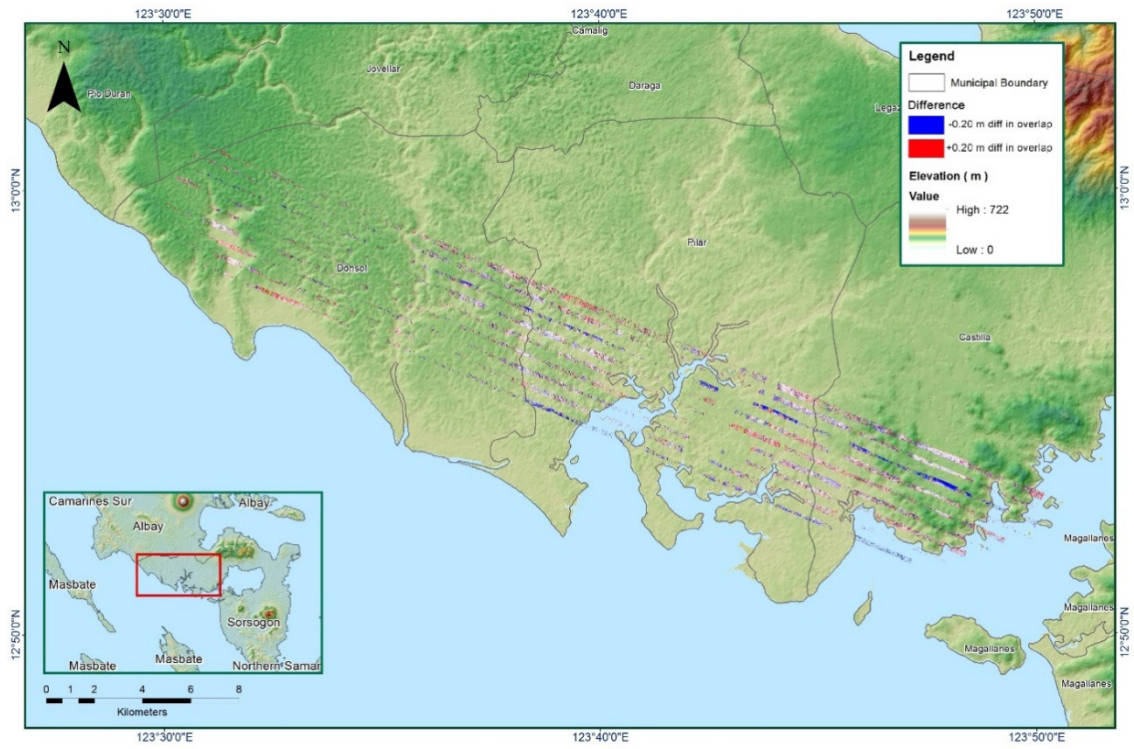 123°30'0"E 123°40'0"E 123°50'0"E
N
Camalig
Jovellar
Daraga
Pio Duran
Legaz
Legend
Municipal Boundary
Difference
-0.20 m diff in overlap
+0.20 m diff in overlap
Elevation ( m )
Value
High : 722
Low : 0
13°0'0"N 13°0'0"N
Pilar
Donsol
Castilla
Camarines Sur
Albay
Albay
Masbate
Sorsogon
Masbate
Masbate
Northern Samar
Magallanes
Magallanes
Magallanes
Magallanes
12°50'0"N 12°50'0"N
0 1 2 4 6 8
Kilometers
123°30'0"E 123°40'0"E 123°50'0"E